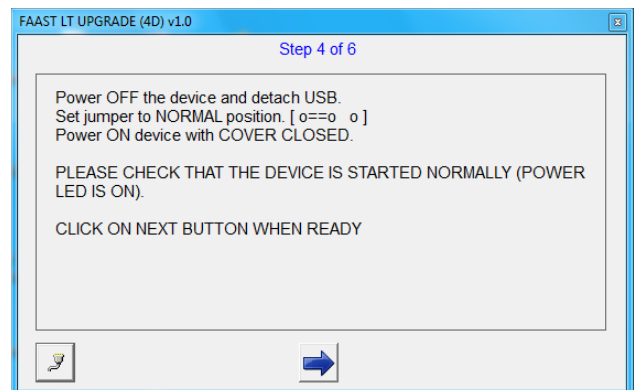 FAAST LT UPGRADE (4D) v1.0
Step 4 of 6
Power OFF the device and detach USB.
Set jumper to NORMAL position. [ o==o o ]
Power ON device with COVER CLOSED.
PLEASE CHECK THAT THE DEVICE IS STARTED NORMALLY (POWER
LED IS ON).
CLICK ON NEXT BUTTON WHEN READY